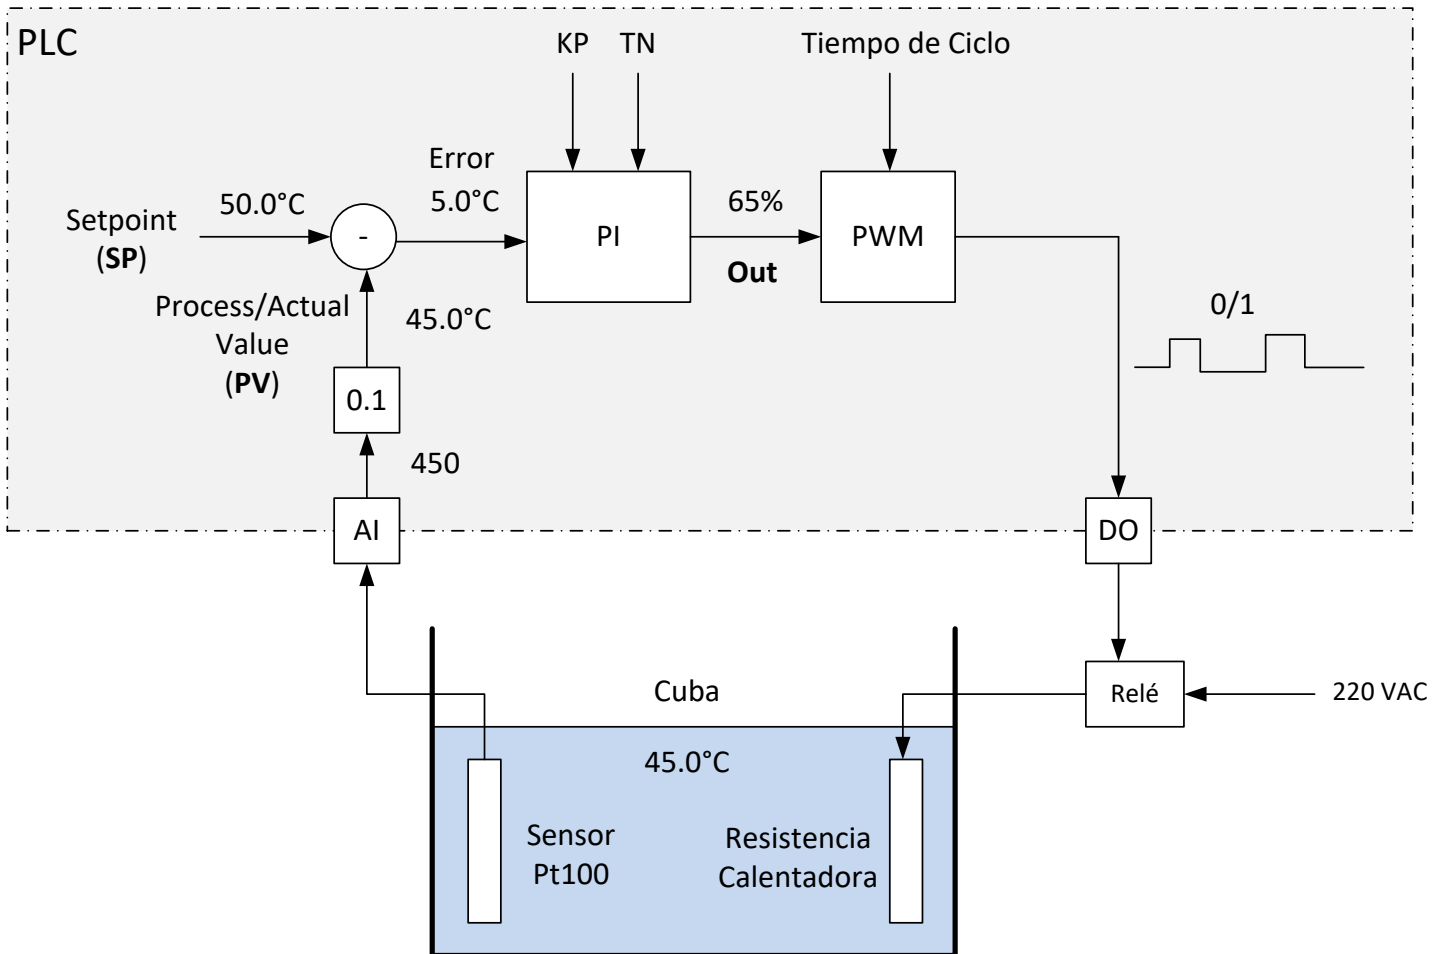 PLC
KP
TN
Tiempo de Ciclo
Error
5.0°C
50.0°C
Setpoint
(SP)
-
PI
65%
Out
PWM
Process/Actual
Value
(PV)
45.0°C
0/1
0.1
450
AI
DO
Cuba
Relé
220 VAC
45.0°C
Sensor
Pt100
Resistencia
Calentadora